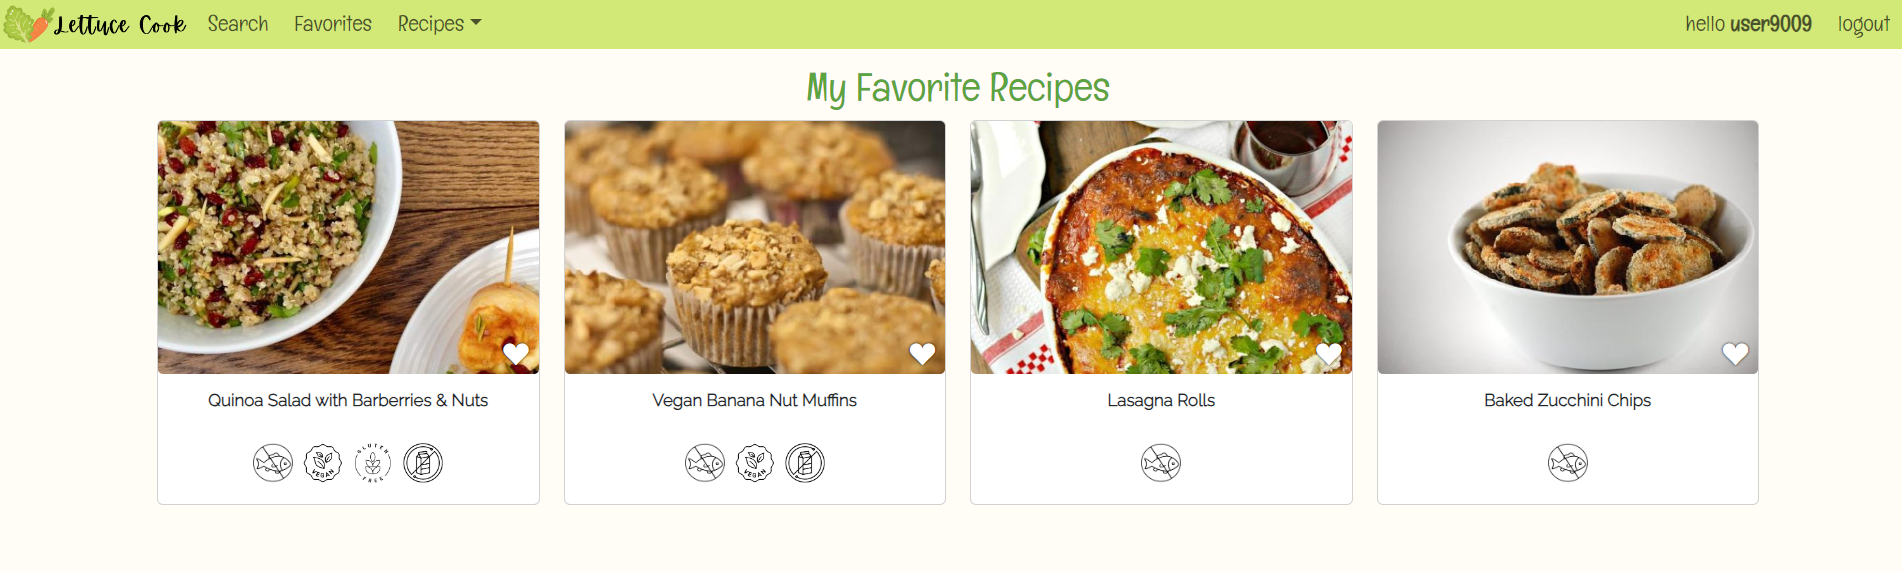 Lettuce Cook Search Favorites Recipes hello user9009 logout
My Favorite Recipes
Quinoa Salad with Barberries & Nuts
VEGAN
GLUTEN
FREE
Vegan Banana Nut Muffins
VEGAN
Lasagna Rolls
Baked Zucchini Chips